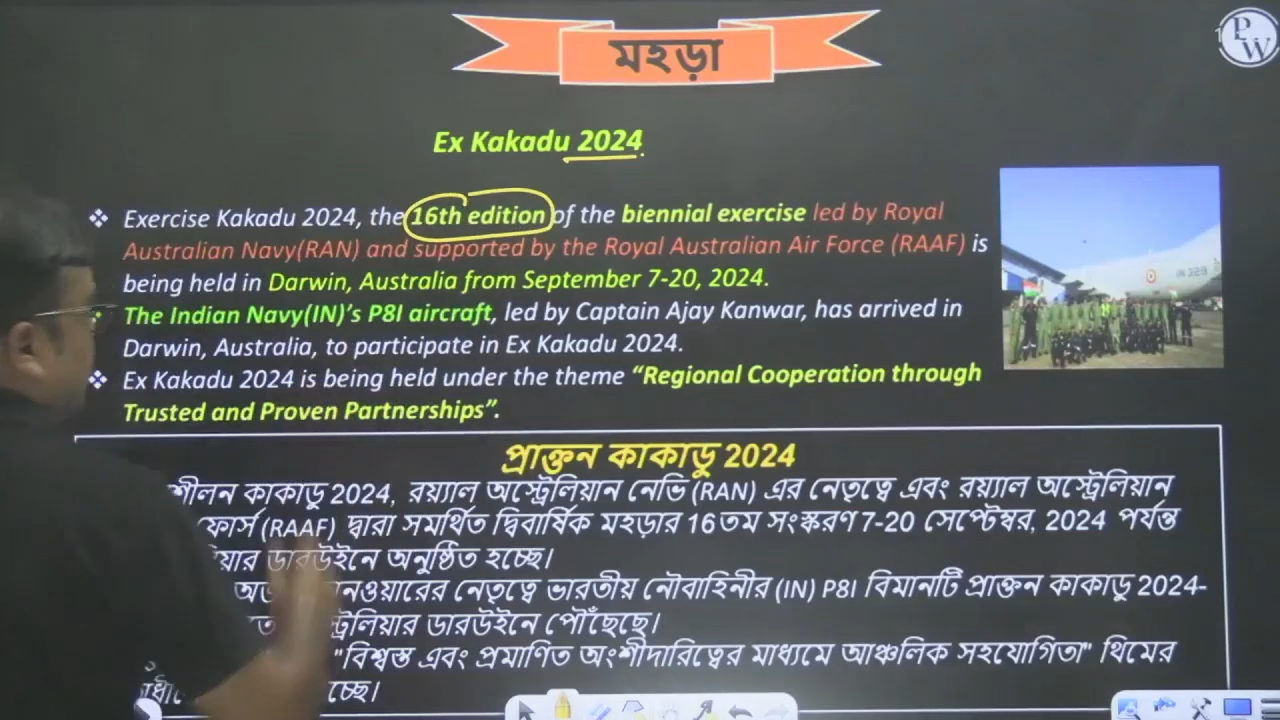 মহড়া
PW
Ex Kakadu 2024
❖ Exercise Kakadu 2024, the 16th edition of the biennial exercise led by Royal
Australian Navy(RAN) and supported by the Royal Australian Air Force (RAAF) is
being held in Darwin, Australia from September 7-20, 2024.
The Indian Navy(IN)’s P8I aircraft, led by Captain Ajay Kanwar, has arrived in
Darwin, Australia, to participate in Ex Kakadu 2024.
❖ Ex Kakadu 2024 is being held under the theme “Regional Cooperation through
Trusted and Proven Partnerships”.
IN 329
প্রাক্তন কাকাডু 2024
শীলন কাকাডু 2024, রয়্যাল অস্ট্রেলিয়ান নেভি (RAN) এর নেতৃত্বে এবং রয়্যাল অস্ট্রেলিয়ান
ফোর্স (RAAF) দ্বারা সমর্থিত দ্বিবার্ষিক মহড়ার 16তম সংস্করণ 7-20 সেপ্টেম্বর, 2024 পর্যন্ত
য়ার ডারউইনে অনুষ্ঠিত হচ্ছে।
নওয়ারের নেতৃত্বে ভারতীয় নৌবাহিনীর (IN) P8I বিমানটি প্রাক্তন কাকাডু 2024-
ট্রেলিয়ার ডারউইনে পৌঁছেছে।
"বিশ্বস্ত এবং প্রমাণিত অংশীদারিত্বের মাধ্যমে আঞ্চলিক সহযোগিতা" থিমের
চ্ছে।